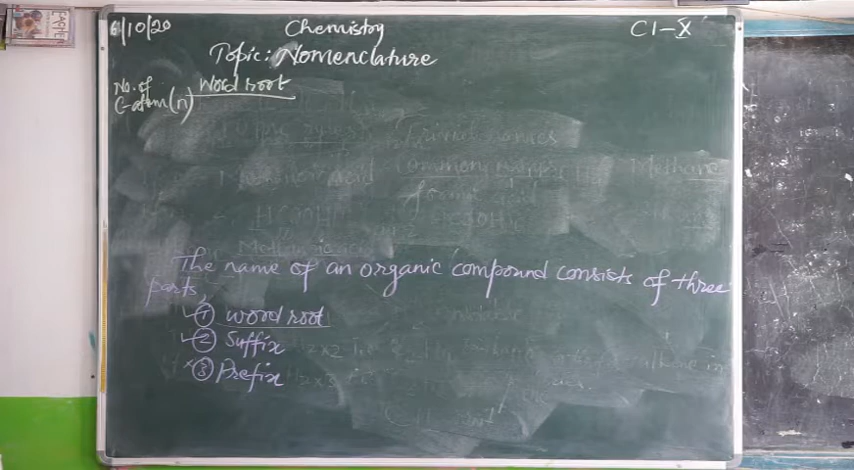 6/10/20 Chemistry Cl-X
Topic: Nomenclature
No. of Word root
C-atom (n)
The name of an organic compound consists of three
parts,
① word root
② Suffix
③ Prefix